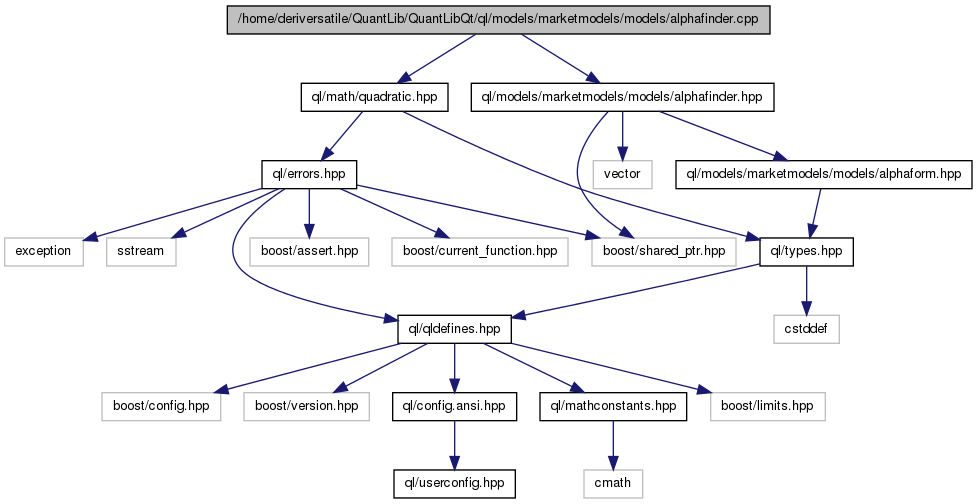 /home/deriversatile/QuantLib/QuantLibQt/ql/models/marketmodels/models/alphafinder.cpp
ql/math/quadratic.hpp
ql/models/marketmodels/models/alphafinder.hpp
ql/errors.hpp
vector
ql/models/marketmodels/models/alphaform.hpp
exception
sstream
boost/assert.hpp
boost/current_function.hpp
boost/shared_ptr.hpp
ql/types.hpp
ql/qldefines.hpp
cstddef
boost/config.hpp
boost/version.hpp
ql/config.ansi.hpp
ql/mathconstants.hpp
boost/limits.hpp
ql/userconfig.hpp
cmath